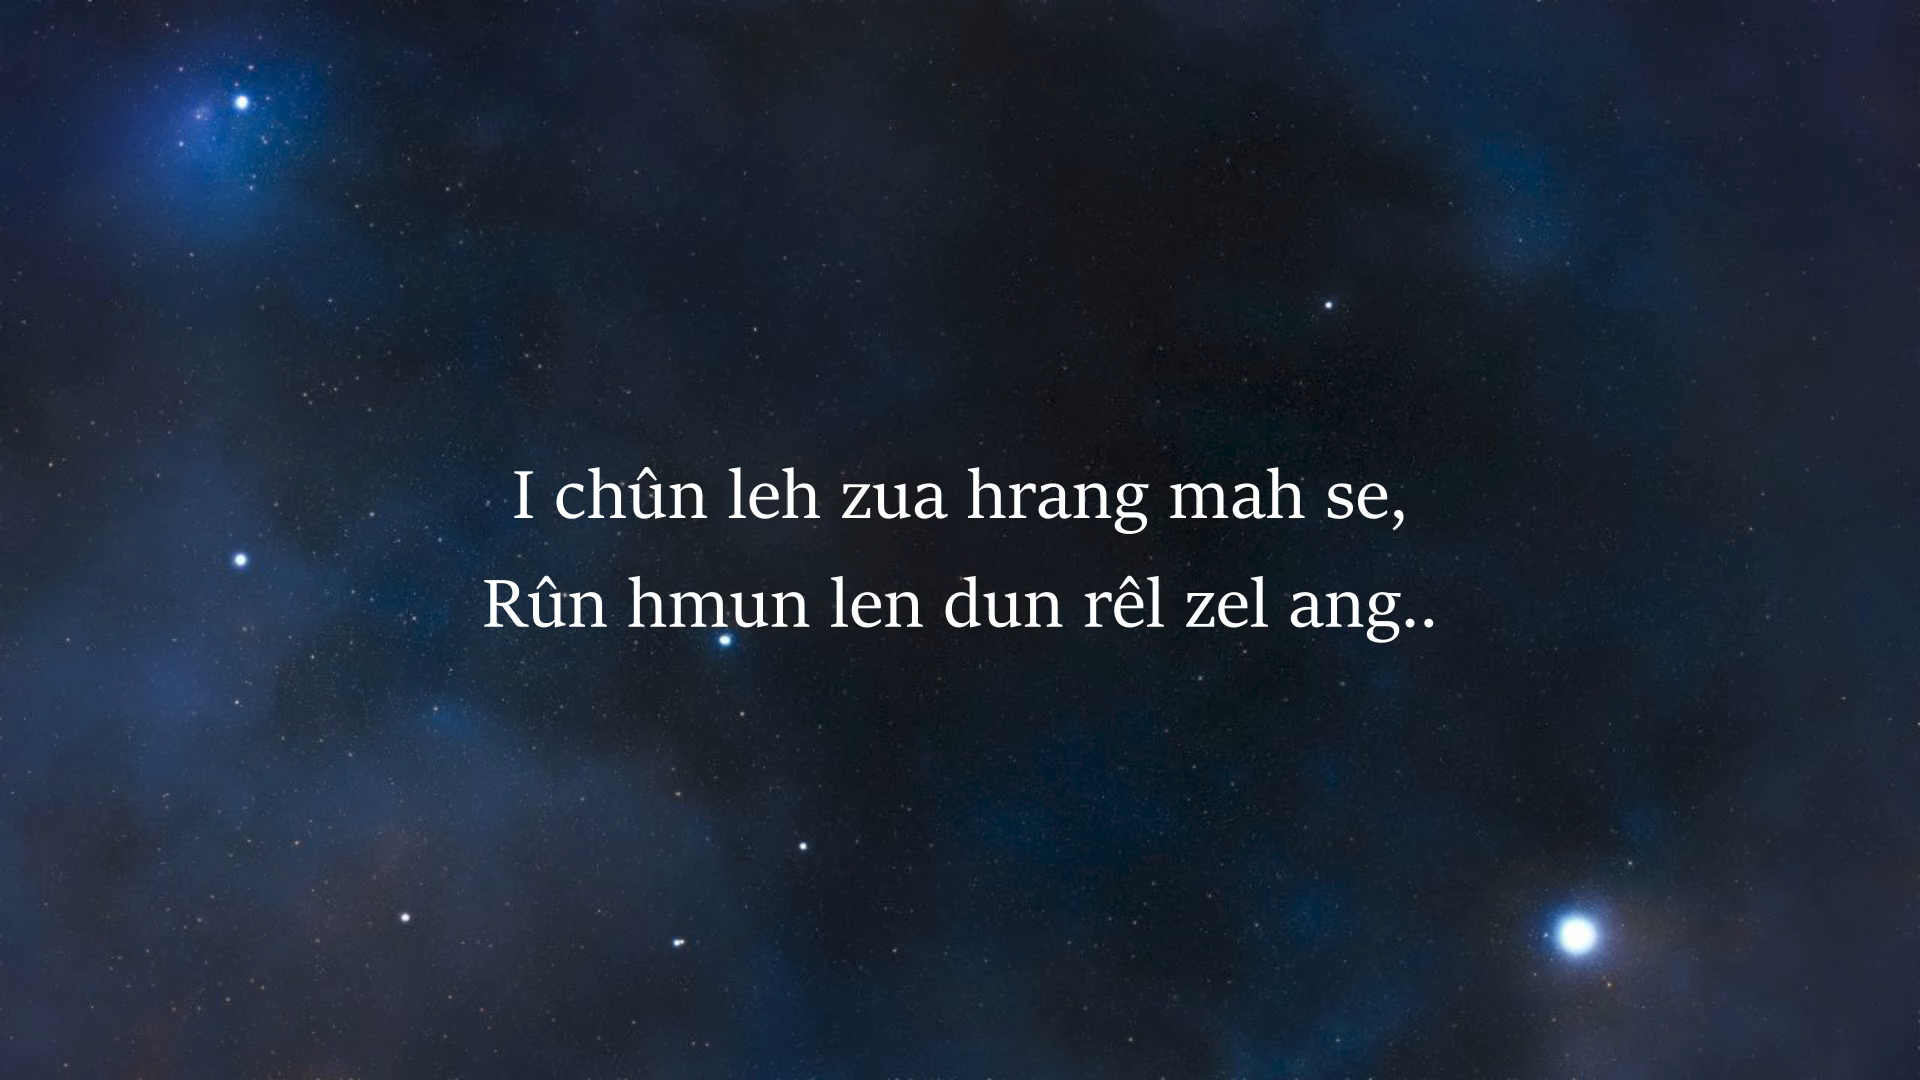 I chûn leh zua hrang mah se,
Rûn hmun len dun rêl zel ang..